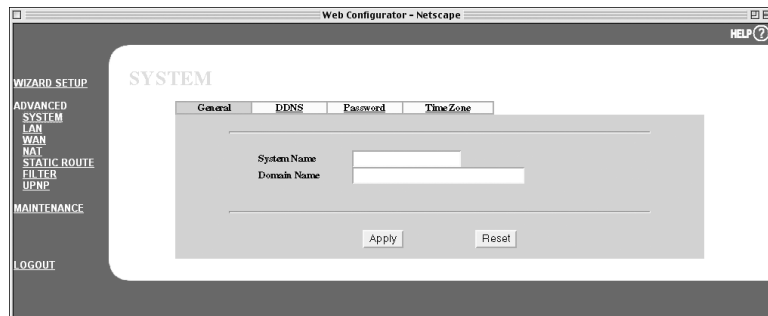 Web Configurator - Netscape
HELP ?
WIZARD SETUP
ADVANCED
SYSTEM
LAN
WAN
NAT
STATIC ROUTE
FILTER
UPNP
MAINTENANCE
LOGOUT
SYSTEM
General DDNS Password Time Zone
System Name
Domain Name
Apply Reset